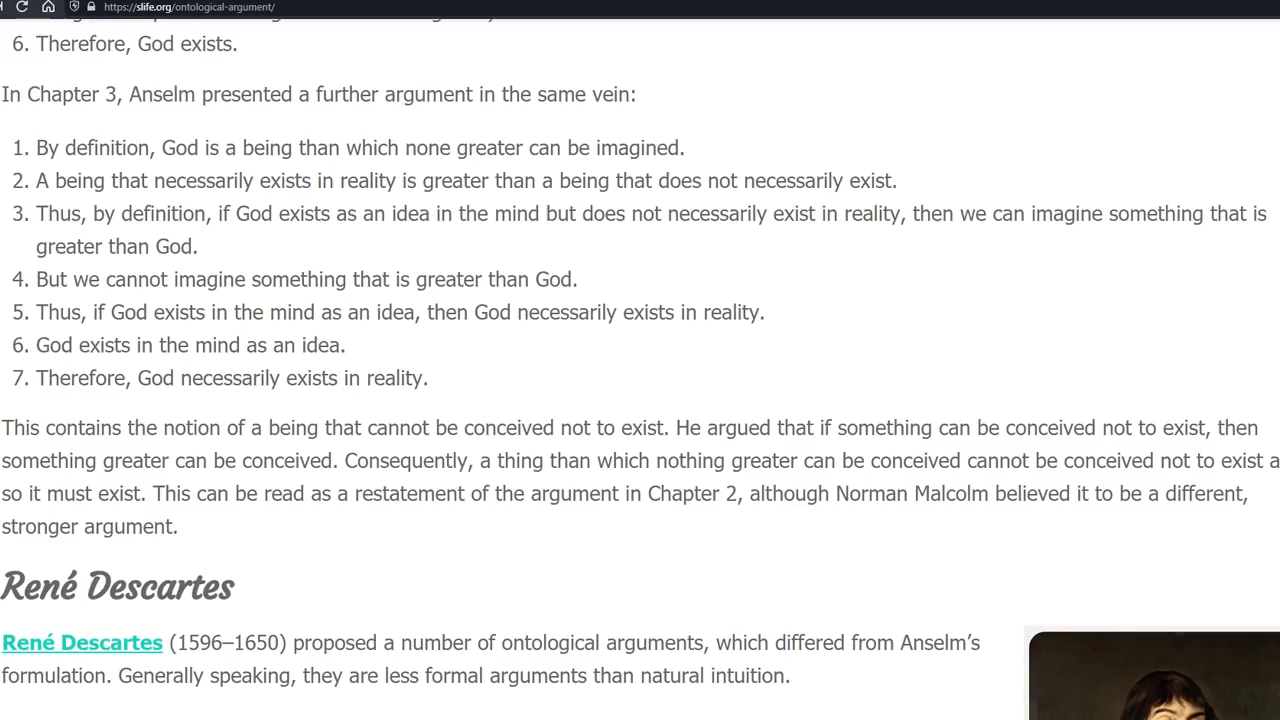 https://slife.org/ontological-argument/
6. Therefore, God exists.
In Chapter 3, Anselm presented a further argument in the same vein:
1. By definition, God is a being than which none greater can be imagined.
2. A being that necessarily exists in reality is greater than a being that does not necessarily exist.
3. Thus, by definition, if God exists as an idea in the mind but does not necessarily exist in reality, then we can imagine something that is
greater than God.
4. But we cannot imagine something that is greater than God.
5. Thus, if God exists in the mind as an idea, then God necessarily exists in reality.
6. God exists in the mind as an idea.
7. Therefore, God necessarily exists in reality.
This contains the notion of a being that cannot be conceived not to exist. He argued that if something can be conceived not to exist, then
something greater can be conceived. Consequently, a thing than which nothing greater can be conceived cannot be conceived not to exist a
so it must exist. This can be read as a restatement of the argument in Chapter 2, although Norman Malcolm believed it to be a different,
stronger argument.
René Descartes
René Descartes (1596–1650) proposed a number of ontological arguments, which differed from Anselm’s
formulation. Generally speaking, they are less formal arguments than natural intuition.